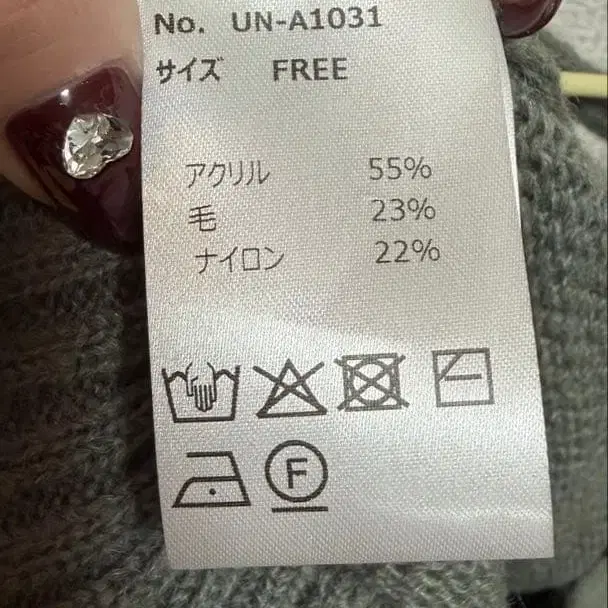 No. UN-A1031
サイズ FREE
アクリル 55%
毛 23%
ナイロン 22%
F